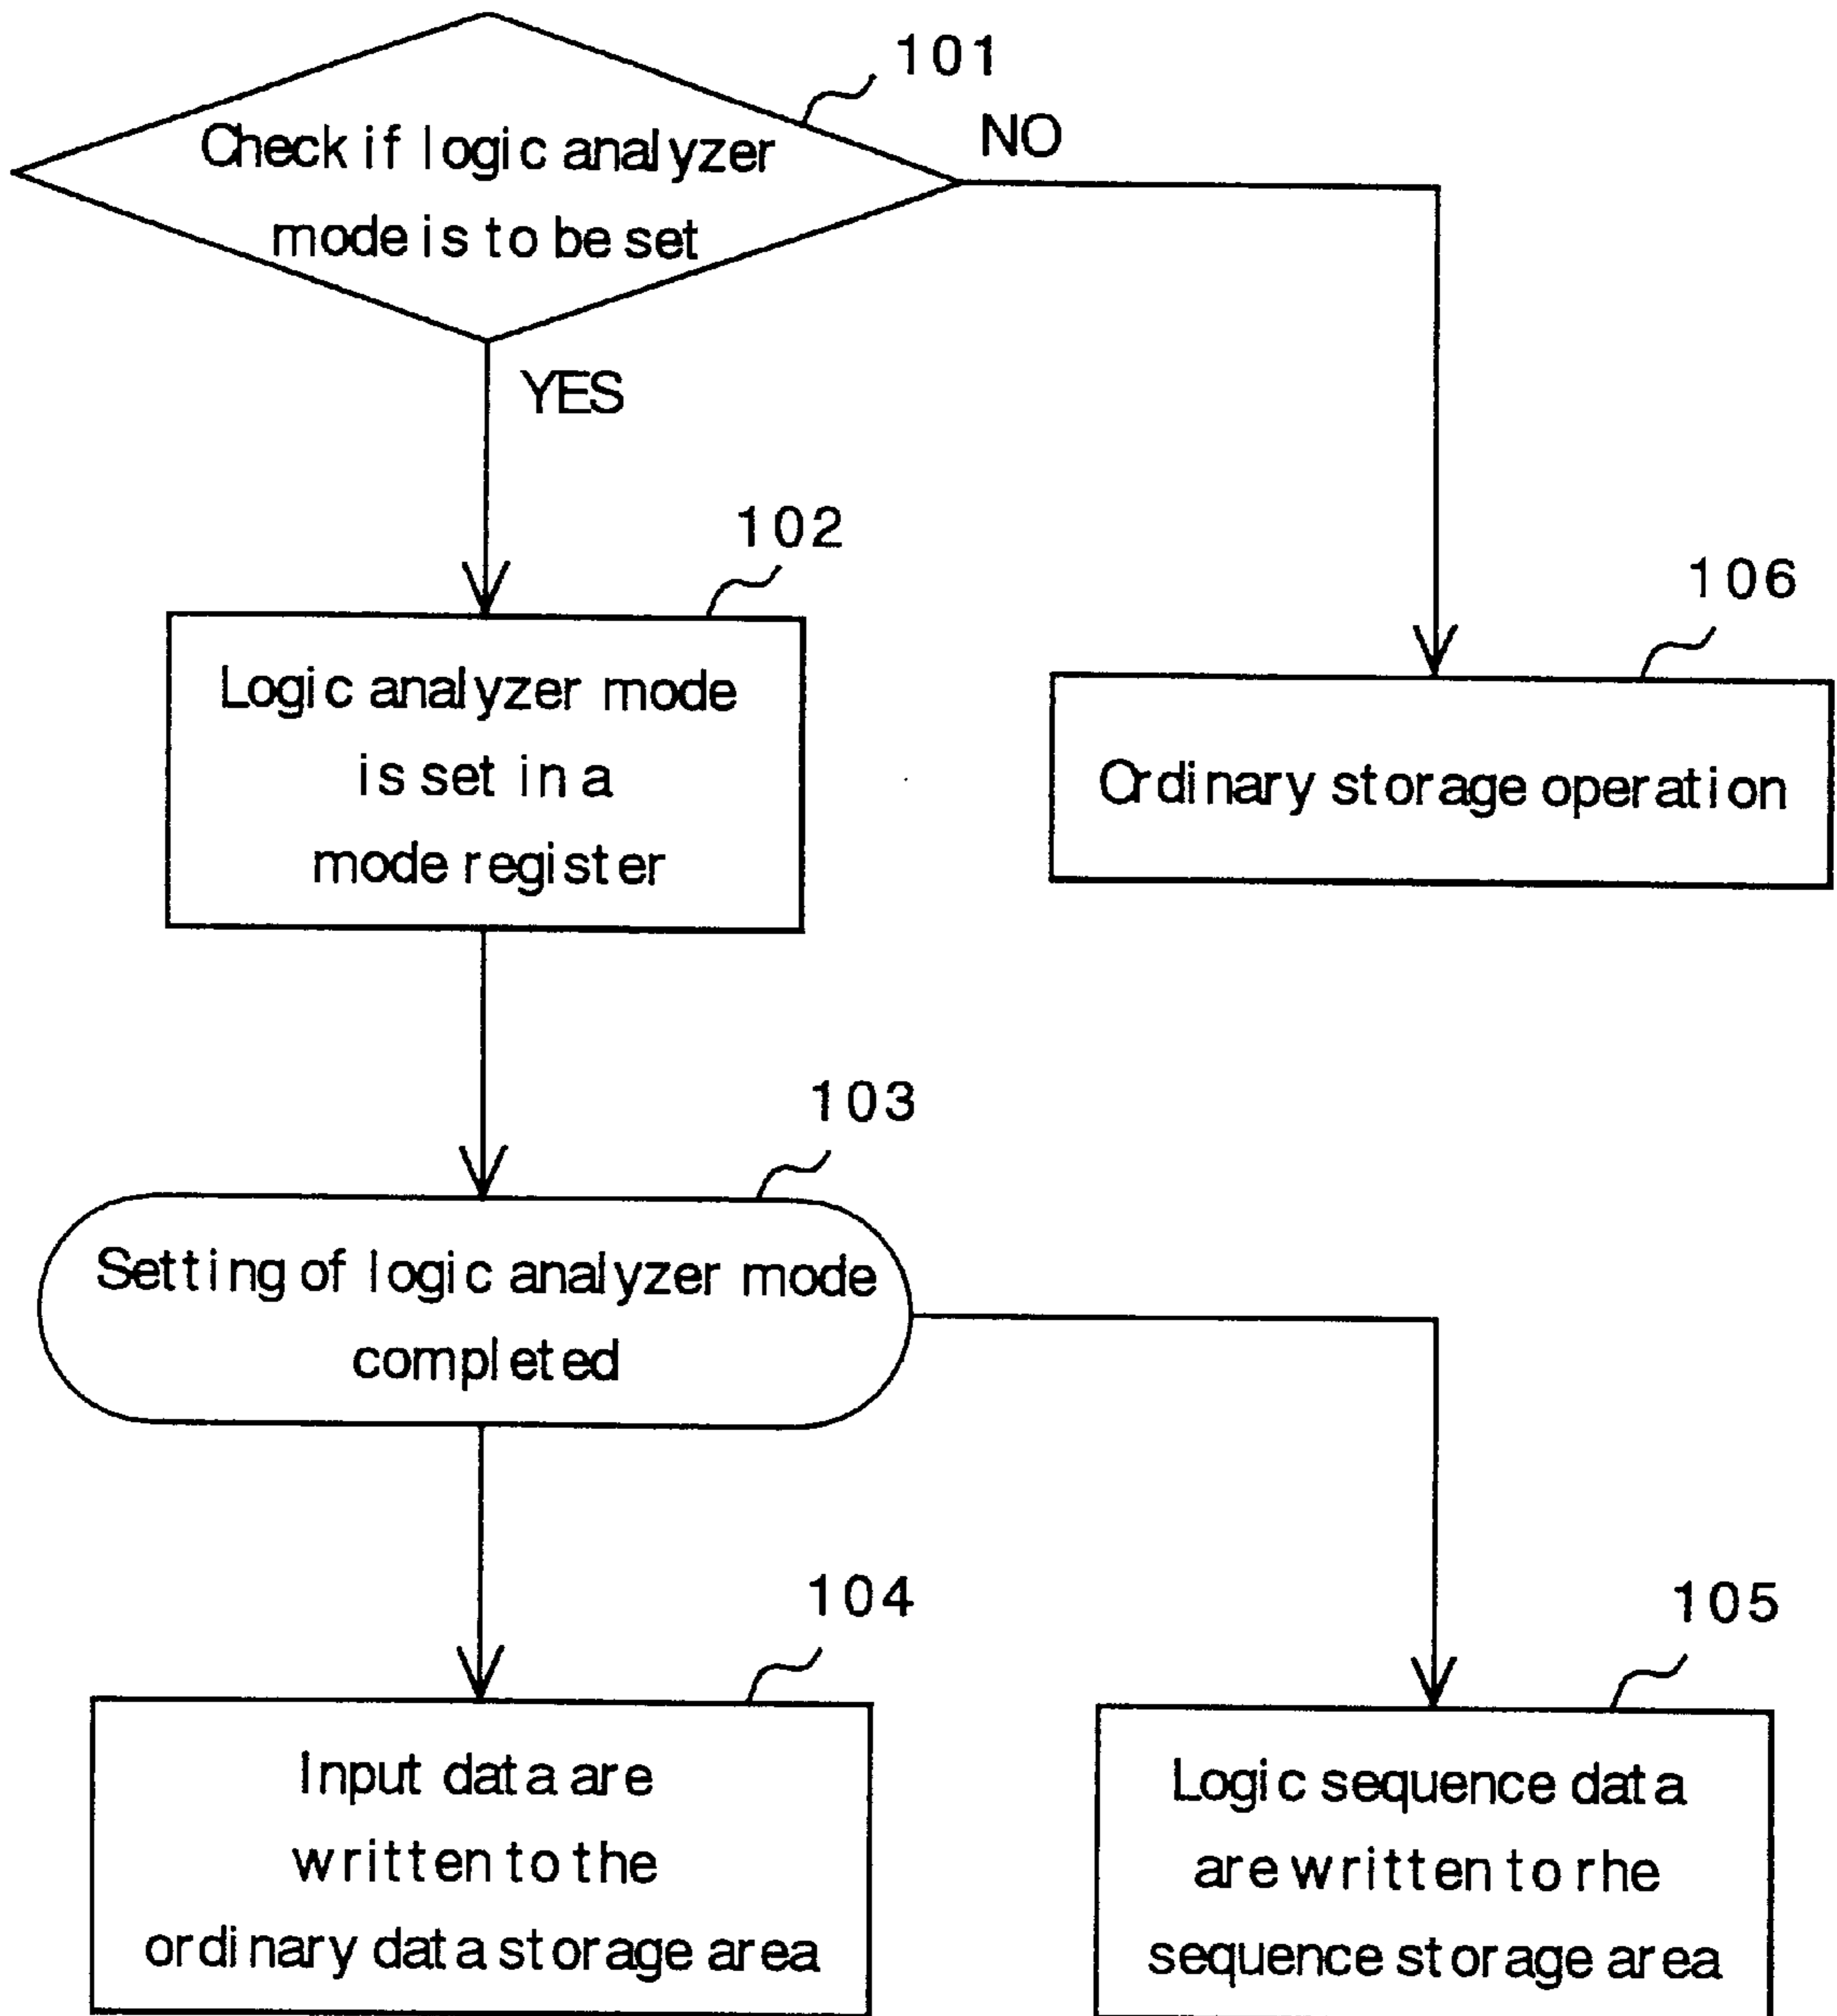 101
Check if logic analyzer
mode is to be set
NO
YES
102
Logic analyzer mode
is set in a
mode register
106
Ordinary storage operation
103
Setting of logic analyzer mode
completed
104
Input data are
written to the
ordinary data storage area
105
Logic sequence data
are written to rhe
sequence storage area